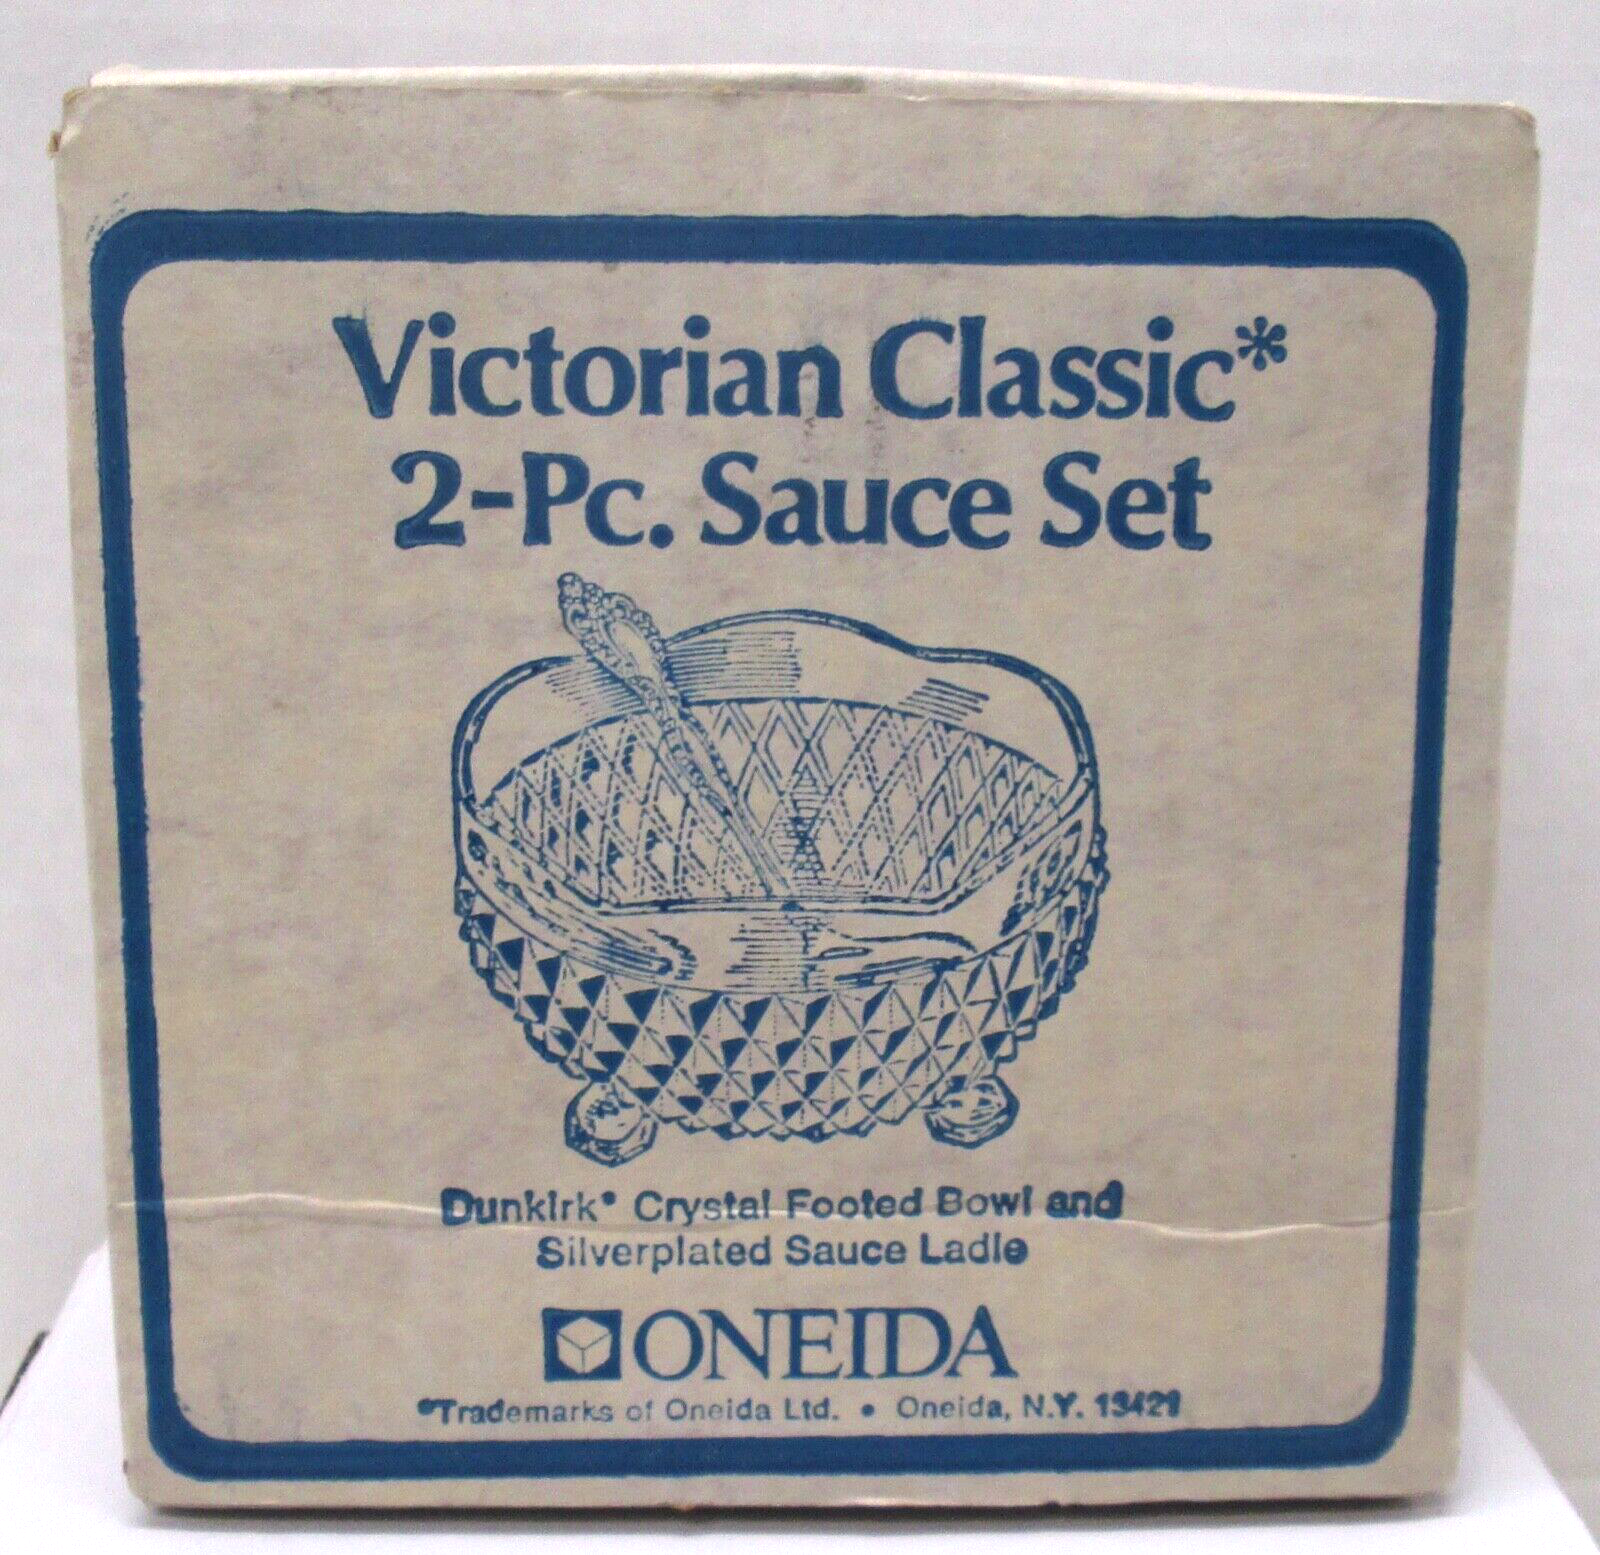 Victorian Classic*
2-Pc. Sauce Set
Dunkirk* Crystal Footed Bowl and
Silverplated Sauce Ladle
ONEIDA
*Trademarks of Oneida Ltd. • Oneida, N.Y. 13421